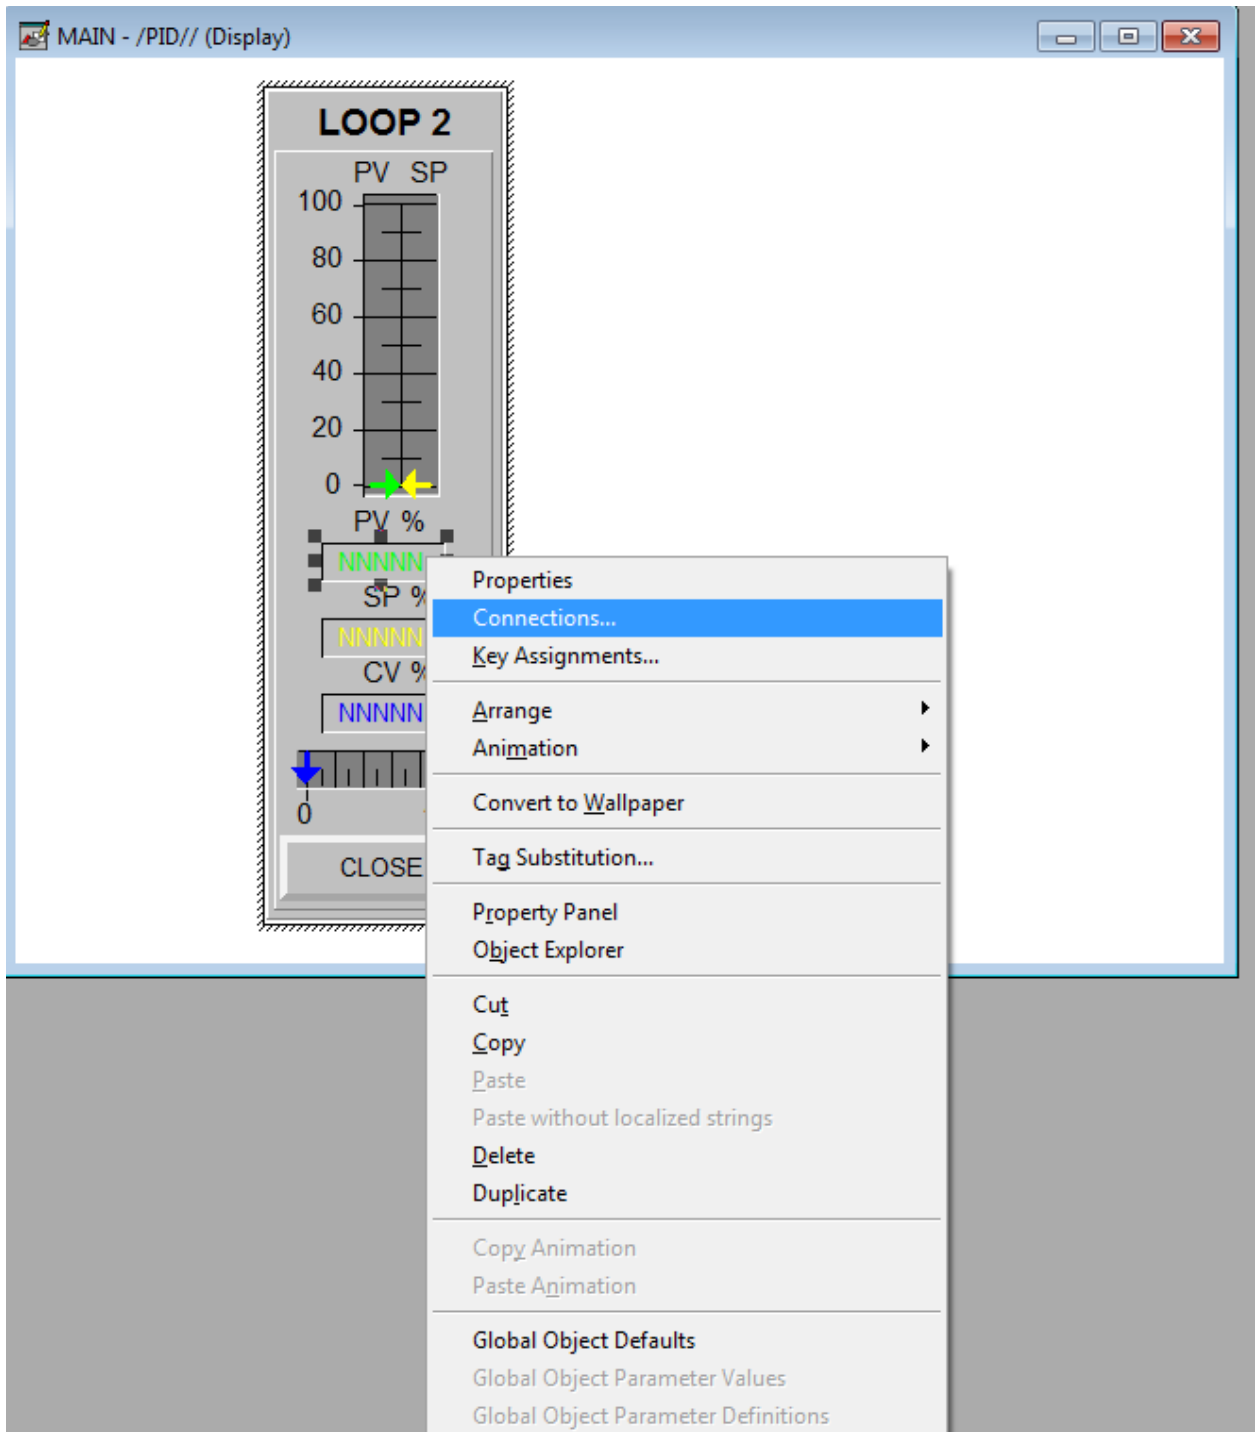 MAIN - /PID// (Display)
LOOP 2
PV SP
100
80
60
40
20
0
PV %
NNNNN
SP %
NNNNN
CV %
NNNNN
0
CLOSE
Properties
Connections...
Key Assignments...
Arrange
Animation
Convert to Wallpaper
Tag Substitution...
Property Panel
Object Explorer
Cut
Copy
Paste
Paste without localized strings
Delete
Duplicate
Copy Animation
Paste Animation
Global Object Defaults
Global Object Parameter Values
Global Object Parameter Definitions